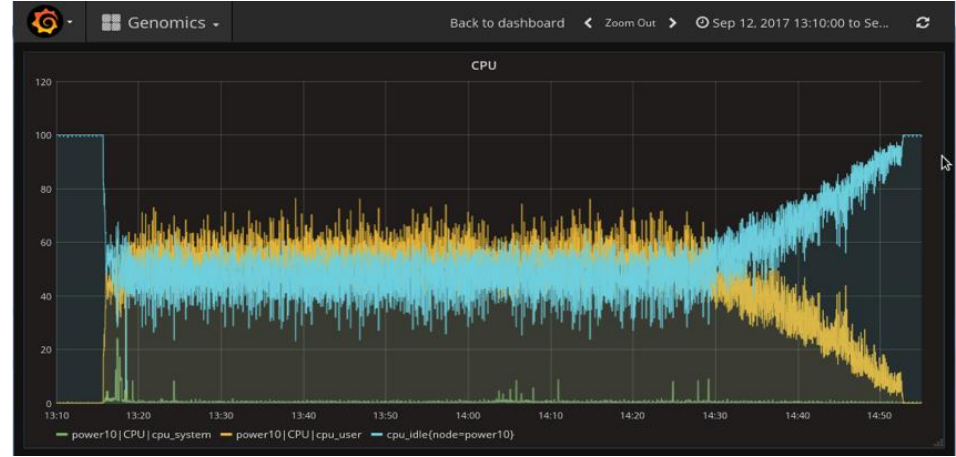 Genomics
Back to dashboard Zoom Out Sep 12, 2017 13:10:00 to Se...
CPU
120
100
80
60
40
20
0
13:10 13:20 13:30 13:40 13:50 14:00 14:10 14:20 14:30 14:40 14:50
power10|CPU|cpu_system power10|CPU|cpu_user cpu_idle{node=power10}